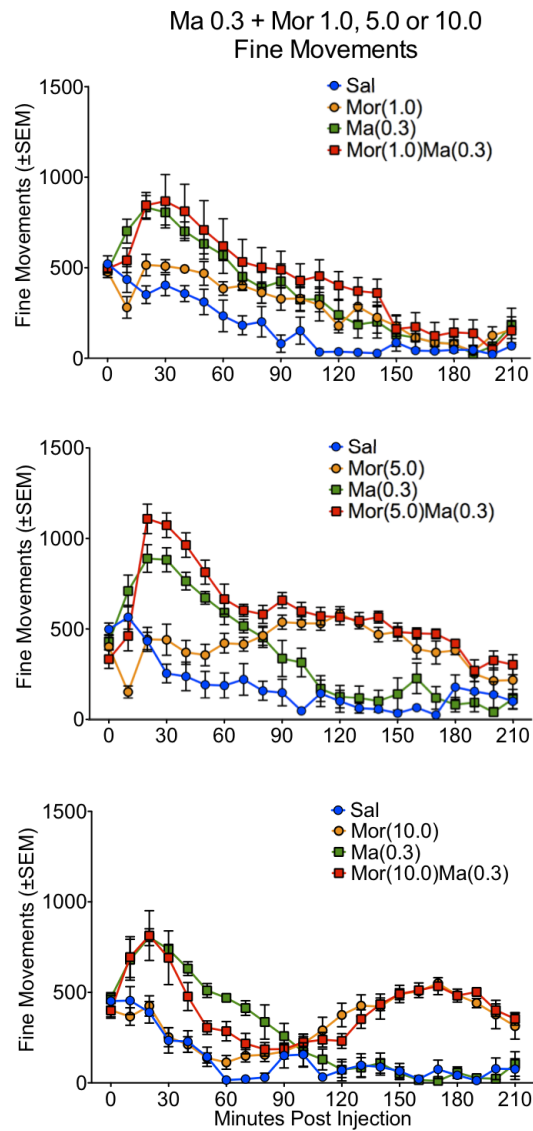 Ma 0.3 + Mor 1.0, 5.0 or 10.0
Fine Movements
Fine Movements (±SEM)
1500
1000
500
0
Sal
Mor(1.0)
Ma(0.3)
Mor(1.0)Ma(0.3)
0 30 60 90 120 150 180 210
Fine Movements (±SEM)
1500
1000
500
0
Sal
Mor(5.0)
Ma(0.3)
Mor(5.0)Ma(0.3)
0 30 60 90 120 150 180 210
Fine Movements (±SEM)
1500
1000
500
0
Sal
Mor(10.0)
Ma(0.3)
Mor(10.0)Ma(0.3)
0 30 60 90 120 150 180 210
Minutes Post Injection